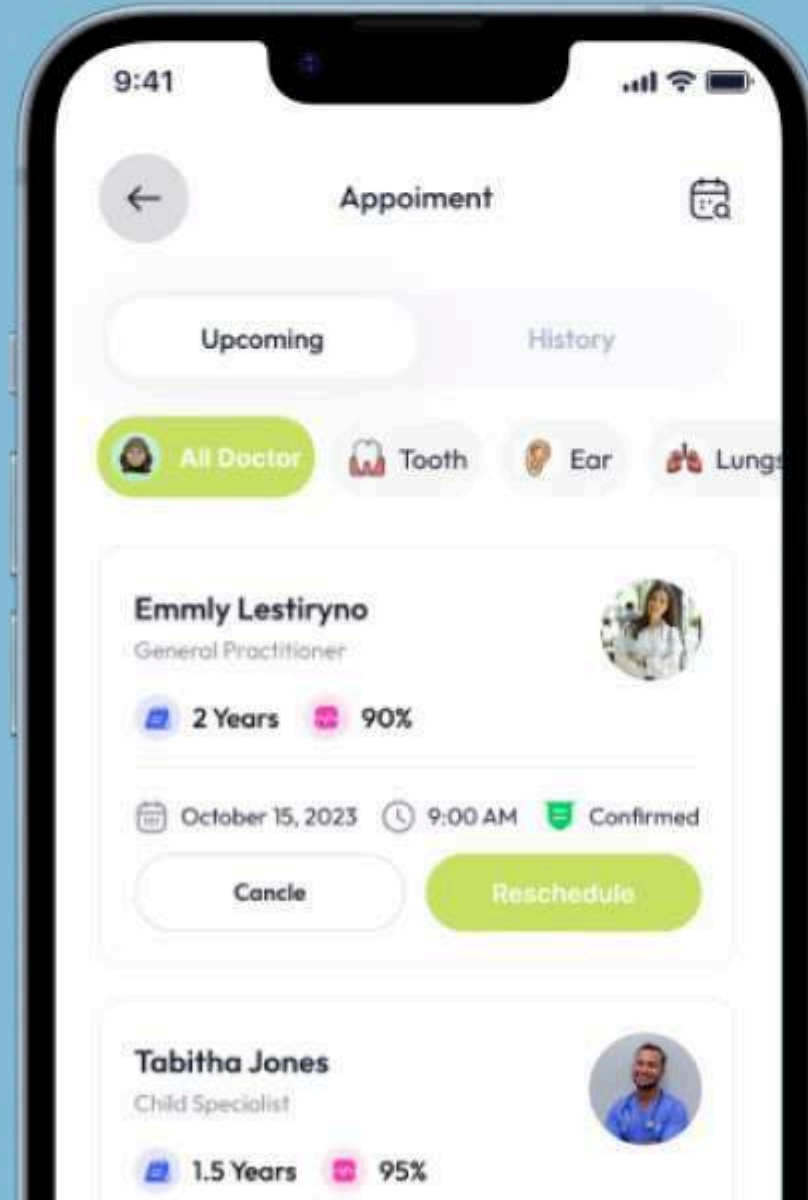 9:41
Appoiment
Upcoming History
All Doctor Tooth Ear Lungs
Emmly Lestiryno
General Practitioner
2 Years 90%
October 15, 2023 9:00 AM Confirmed
Cancle Reschedule
Tabitha Jones
Child Specialist
1.5 Years 95%